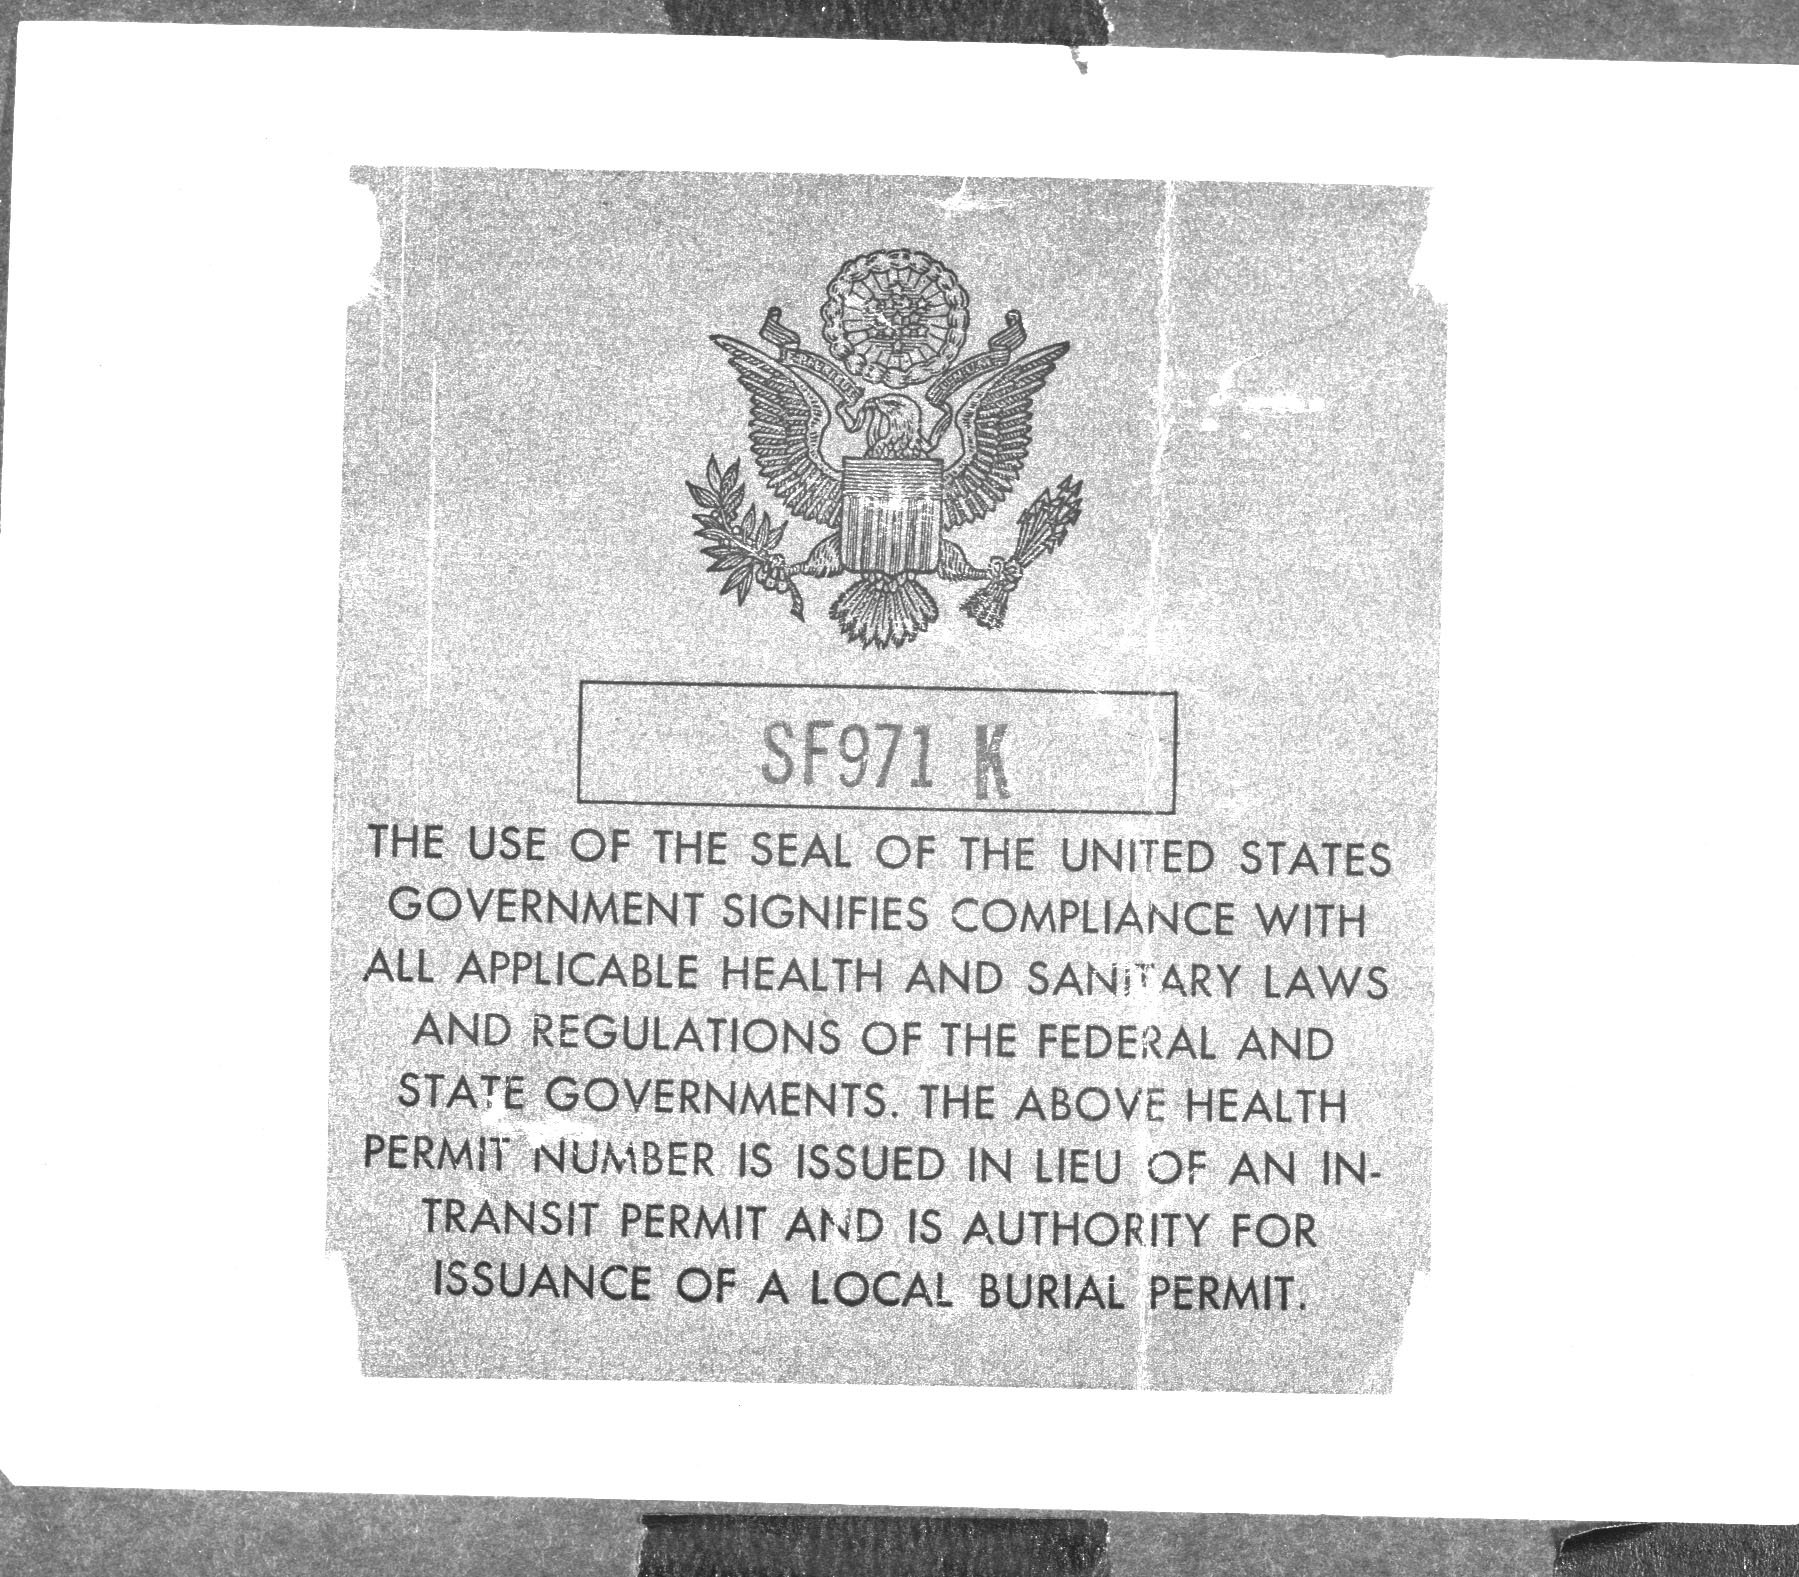 SF971 K
THE USE OF THE SEAL OF THE UNITED STATES
GOVERNMENT SIGNIFIES COMPLIANCE WITH
ALL APPLICABLE HEALTH AND SANITARY LAWS
AND REGULATIONS OF THE FEDERAL AND
STATE GOVERNMENTS. THE ABOVE HEALTH
PERMIT NUMBER IS ISSUED IN LIEU OF AN IN-
TRANSIT PERMIT AND IS AUTHORITY FOR
ISSUANCE OF A LOCAL BURIAL PERMIT.